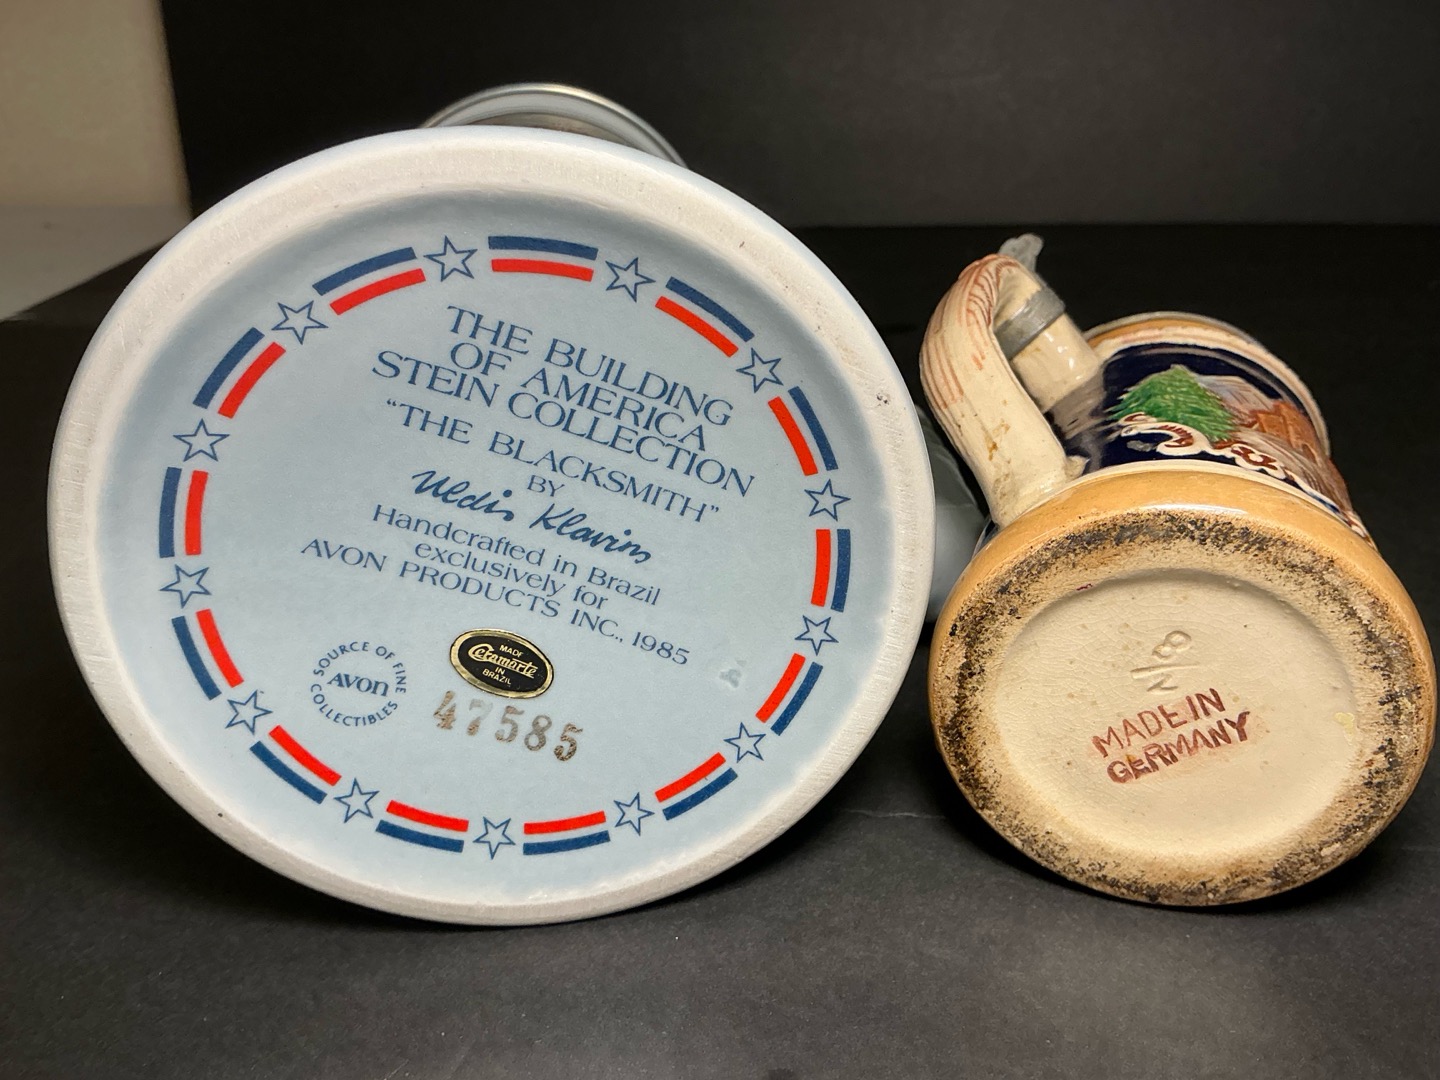 THE BUILDING
OF AMERICA
STEIN COLLECTION
"THE BLACKSMITH"
BY
Uldis Klavins
Handcrafted in Brazil
exclusively for
AVON PRODUCTS INC., 1985
SOURCE OF FINE
AVON
COLLECTIBLES
MADE
Ceramarte
IN
BRAZIL
47585
MADE IN
GERMANY